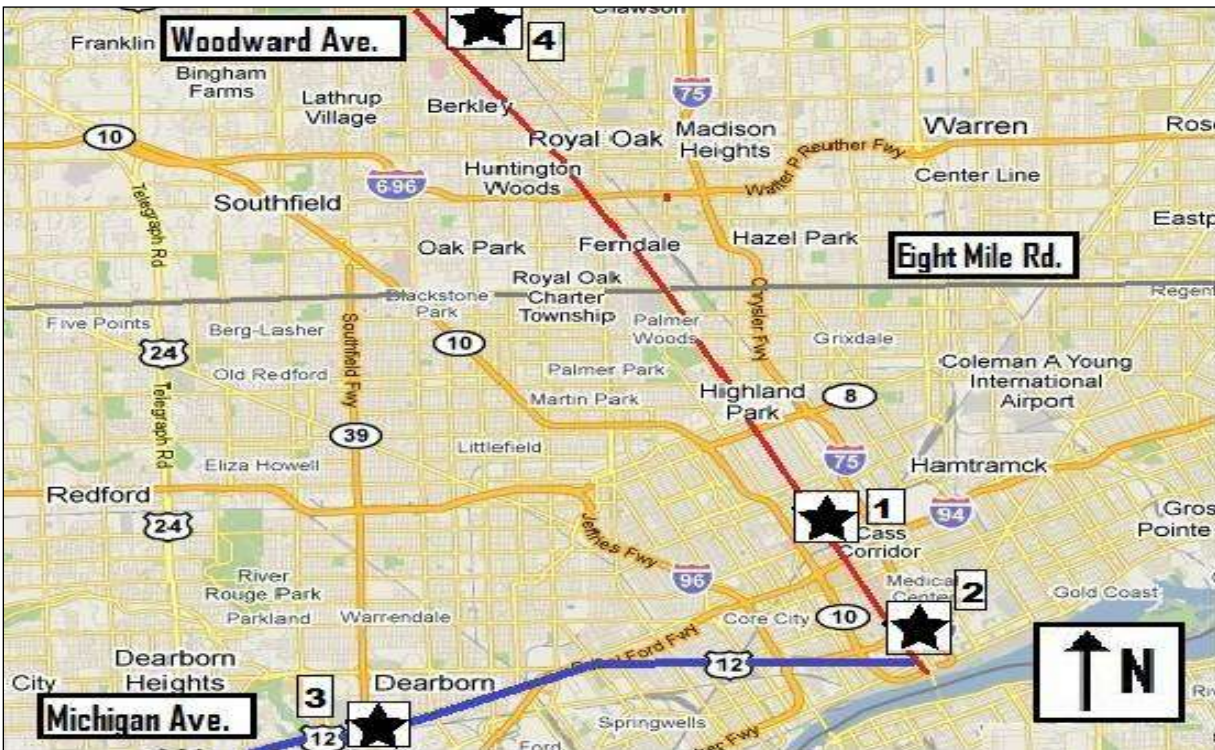 Clawson
Franklin
Woodward Ave.
4
Bingham
Farms
Lathrup
Village
Berkley
75
Royal Oak
Madison
Heights
Warren
10
Walter P Reuther Fwy
Huntington
Woods
696
Center Line
Telegraph Rd
Southfield
Oak Park
Ferndale
Hazel Park
Eight Mile Rd.
Royal Oak
Charter
Township
Blackstone
Park
Chrysler Fwy
Five Points
Berg-Lasher
Southfield Fwy
Palmer
Woods
Grixdale
24
10
Old Redford
Palmer Park
Coleman A Young
International
Airport
Highland
Park
Martin Park
8
Telegraph Rd
39
Littlefield
75
Eliza Howell
Hamtramck
Redford
1
94
24
Jeffries Fwy
Cass
Corridor
Pointe
River
Rouge Park
96
Medical
Center
2
Gold Coast
Parkland
Warrendale
Core City
10
Ford Fwy
12
N
Dearborn
Heights
City
3
Dearborn
Michigan Ave.
12
Springwells
Ford
Fwy